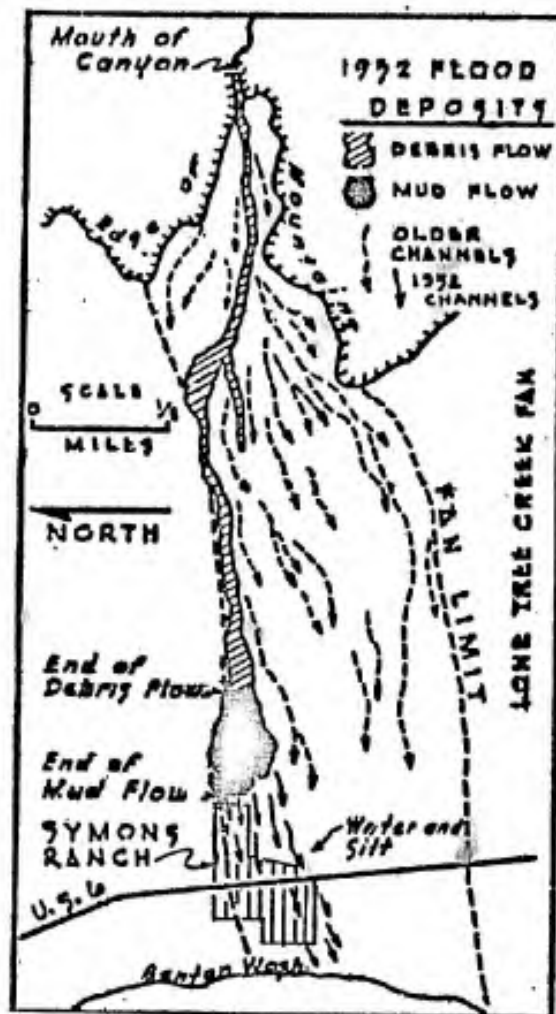 Mouth of
Canyon
1952 FLOOD
DEPOSITS
DEBRIS FLOW
MUD FLOW
OLDER
CHANNELS
1952
CHANNELS
Edge
OF
Mountains
SCALE
0
MILES
NORTH
FAN LIMIT
LONE TREE CREEK FAN
End of
Debris Flow
End of
Mud Flow
SYMONS
RANCH
Water and
Silt
U.S. 6
Benton Wash